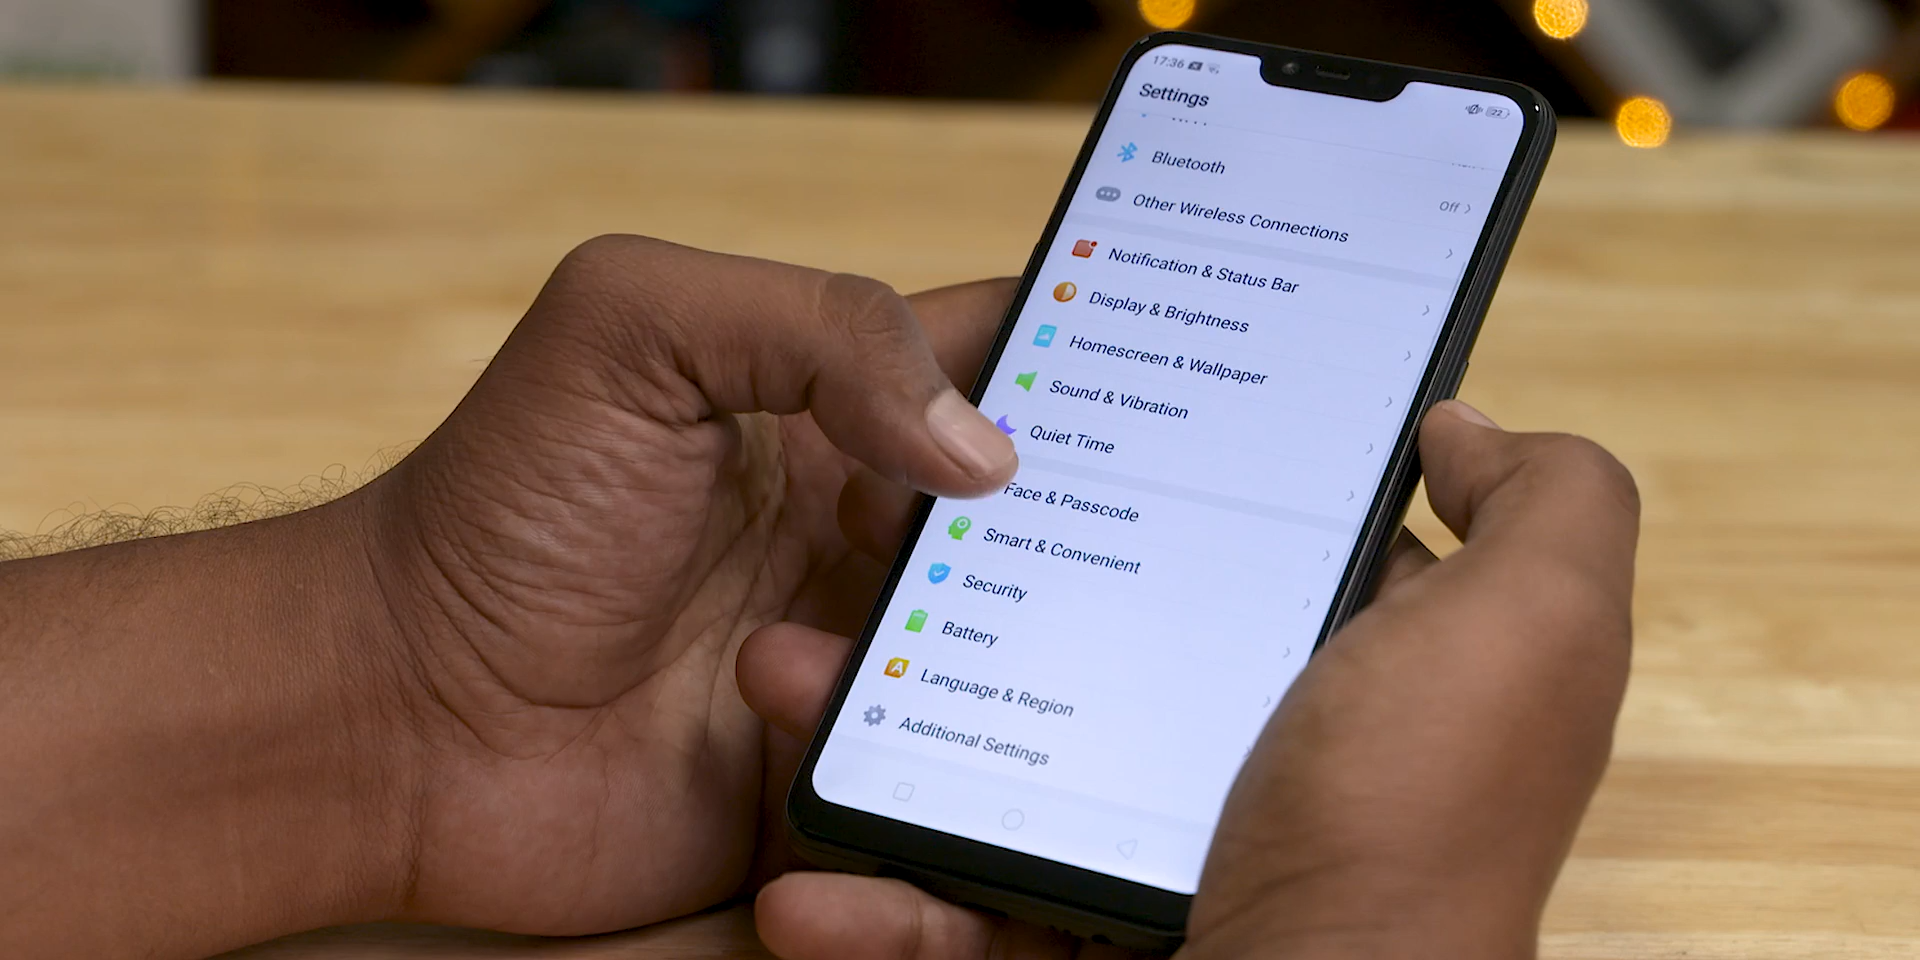 17:36
22
Settings
Bluetooth
Off
Other Wireless Connections
Notification & Status Bar
Display & Brightness
Homescreen & Wallpaper
Sound & Vibration
Quiet Time
Face & Passcode
Smart & Convenient
Security
Battery
Language & Region
Additional Settings